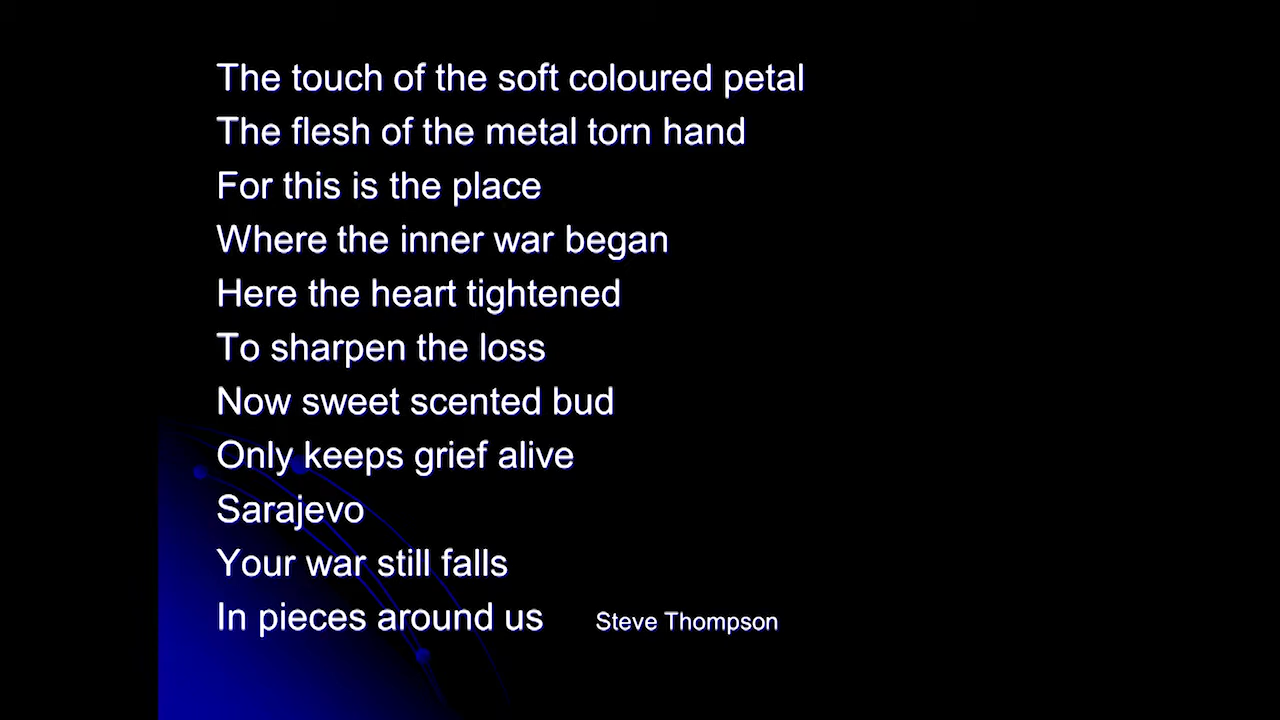 The touch of the soft coloured petal
The flesh of the metal torn hand
For this is the place
Where the inner war began
Here the heart tightened
To sharpen the loss
Now sweet scented bud
Only keeps grief alive
Sarajevo
Your war still falls
In pieces around us Steve Thompson